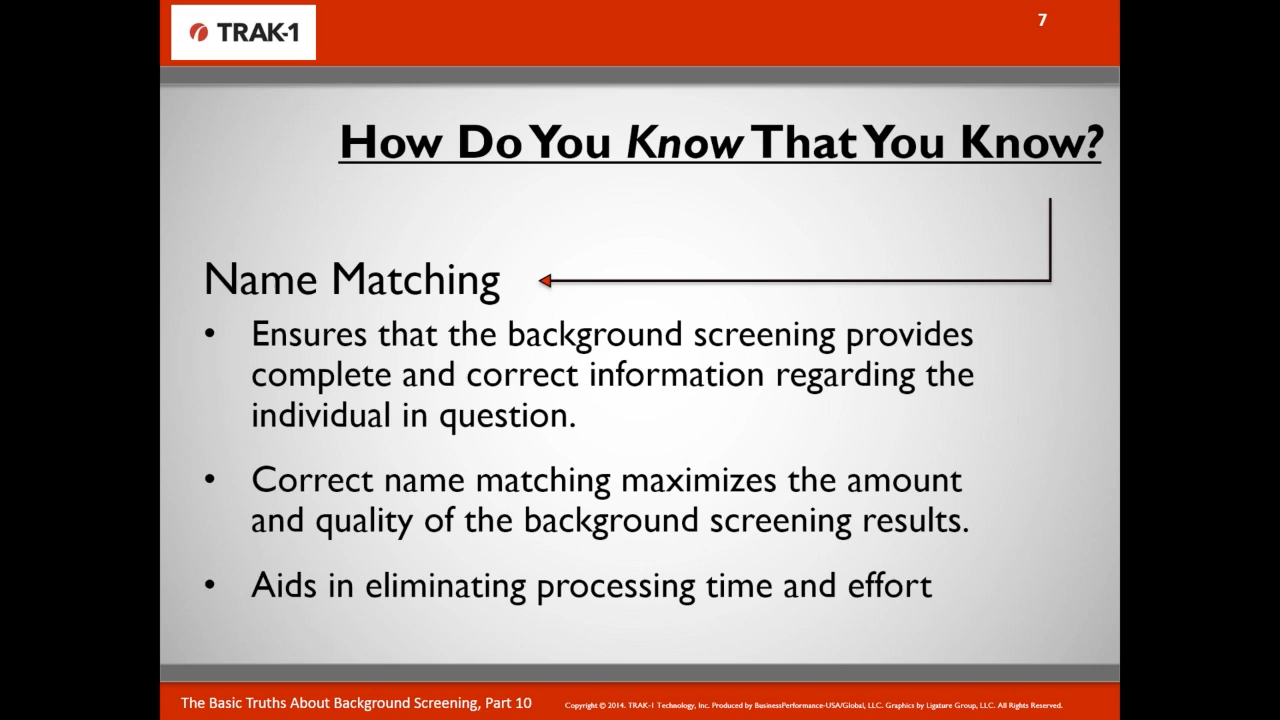 TRAK-1
7
How Do You Know That You Know?
Name Matching
• Ensures that the background screening provides
complete and correct information regarding the
individual in question.
• Correct name matching maximizes the amount
and quality of the background screening results.
• Aids in eliminating processing time and effort
The Basic Truths About Background Screening, Part 10
Copyright © 2014. TRAK-1 Technology, Inc. Produced by BusinessPerformance-USA/Global, LLC. Graphics by Ligature Group, LLC. All Rights Reserved.